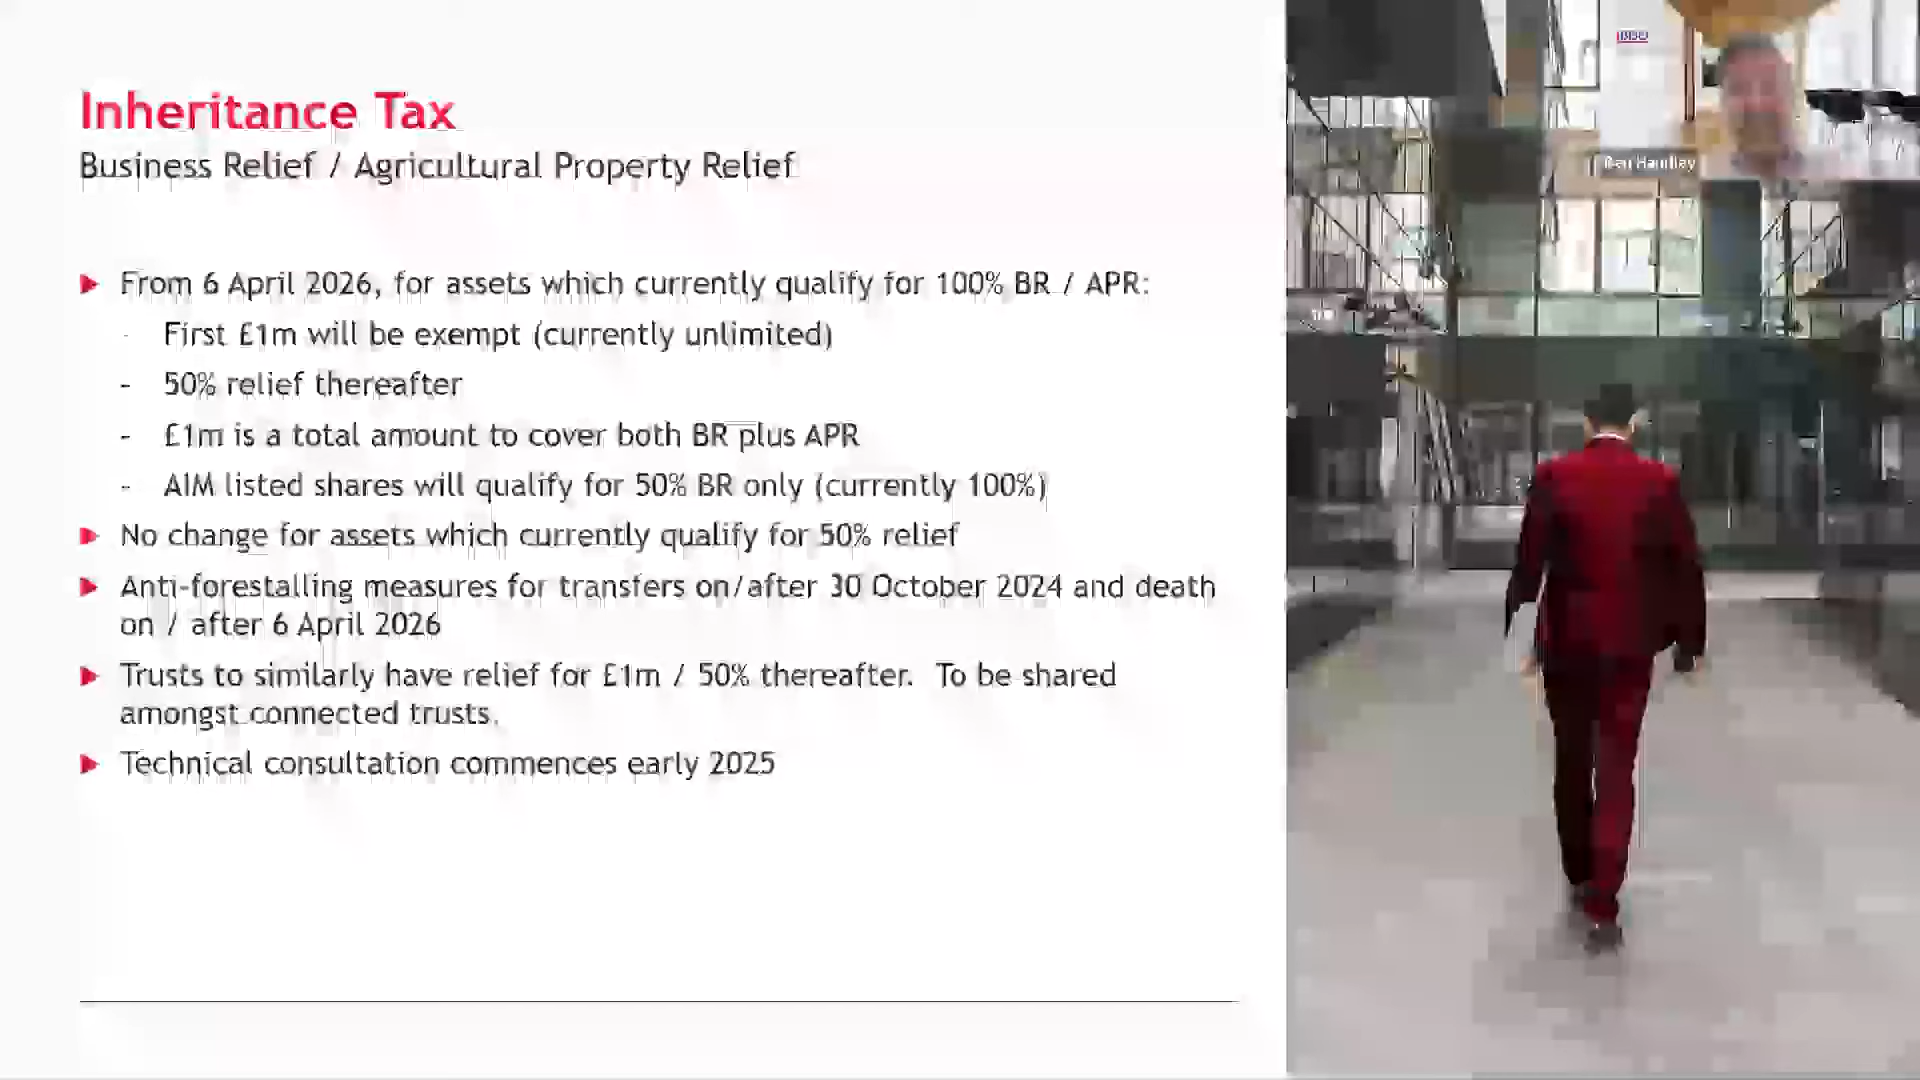 Inheritance Tax
Business Relief / Agricultural Property Relief
► From 6 April 2026, for assets which currently qualify for 100% BR / APR:
- First £1m will be exempt (currently unlimited)
- 50% relief thereafter
- £1m is a total amount to cover both BR plus APR
- AIM listed shares will qualify for 50% BR only (currently 100%)
► No change for assets which currently qualify for 50% relief
► Anti-forestalling measures for transfers on/after 30 October 2024 and death
on / after 6 April 2026
► Trusts to similarly have relief for £1m / 50% thereafter. To be shared
amongst connected trusts.
► Technical consultation commences early 2025